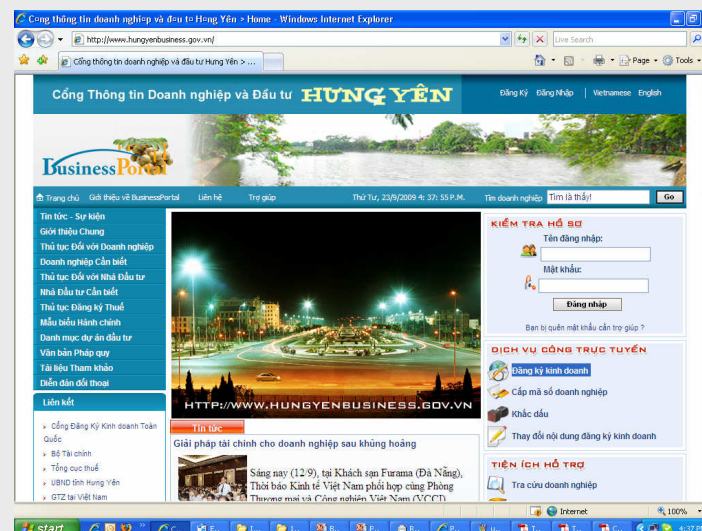 Cổng thông tin doanh nghiệp và đầu tư Hưng Yên > Home - Windows Internet Explorer
http://www.hungyenbusiness.gov.vn/
Live Search
Cổng thông tin doanh nghiệp và đầu tư Hưng Yên > ...
Page
Tools
Cổng Thông tin Doanh nghiệp và Đầu tư HƯNG YÊN
Đăng Ký Đăng Nhập | Vietnamese English
BusinessPortal
Trang chủ Giới thiệu về BusinessPortal Liên hệ Trợ giúp Thứ Tư, 23/9/2009 4: 37: 55 P.M. Tìm doanh nghiệp Tìm là thấy! Go
Tin tức - Sự kiện
Giới thiệu Chung
Thủ tục Đối với Doanh nghiệp
Doanh nghiệp Cần biết
Thủ tục Đối với Nhà Đầu tư
Nhà Đầu tư Cần biết
Thủ tục Đăng ký Thuế
Mẫu biểu Hành chính
Danh mục dự án đầu tư
Văn bản Pháp quy
Tài liệu Tham khảo
Diễn đàn đối thoại
Liên kết
Cổng Đăng Ký Kinh doanh Toàn
Quốc
Bộ Tài chính
Tổng cục thuế
UBND tỉnh Hưng Yên
GTZ tại Việt Nam
HTTP://WWW.HUNGYENBUSINESS.GOV.VN
Tin tức
Giải pháp tài chính cho doanh nghiệp sau khủng hoảng
Sáng nay (12/9), tại Khách sạn Furama (Đà Nẵng),
Thời báo Kinh tế Việt Nam phối hợp cùng Phòng
Thương mại và Công nghiệp Việt Nam (VCCI)
KIỂM TRA HỒ SƠ
Tên đăng nhập:
Mật khẩu:
Đăng nhập
Bạn bị quên mật khẩu cần trợ giúp ?
DỊCH VỤ CÔNG TRỰC TUYẾN
Đăng ký kinh doanh
Cấp mã số doanh nghiệp
Khắc dấu
Thay đổi nội dung đăng ký kinh doanh
TIỆN ÍCH HỖ TRỢ
Tra cứu doanh nghiệp
Internet
100%
start
4:37 PM